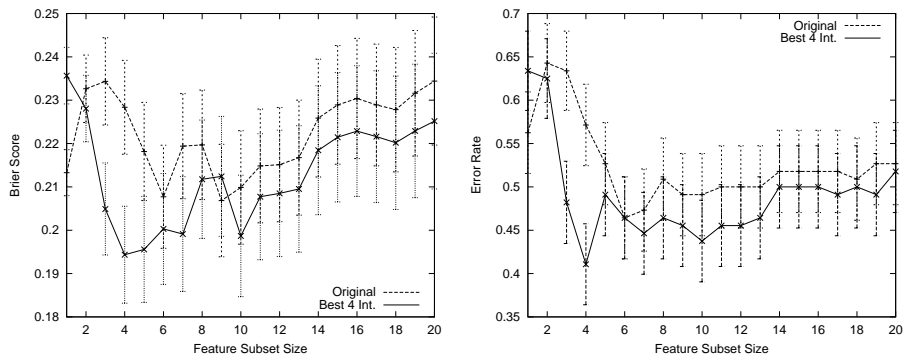 0.25
0.24
0.23
0.22
0.21
0.2
0.19
0.18
Brier Score
2 4 6 8 10 12 14 16 18 20
Feature Subset Size
Original
Best 4 Int.
0.7
0.65
0.6
0.55
0.5
0.45
0.4
0.35
Error Rate
2 4 6 8 10 12 14 16 18 20
Feature Subset Size
Original
Best 4 Int.